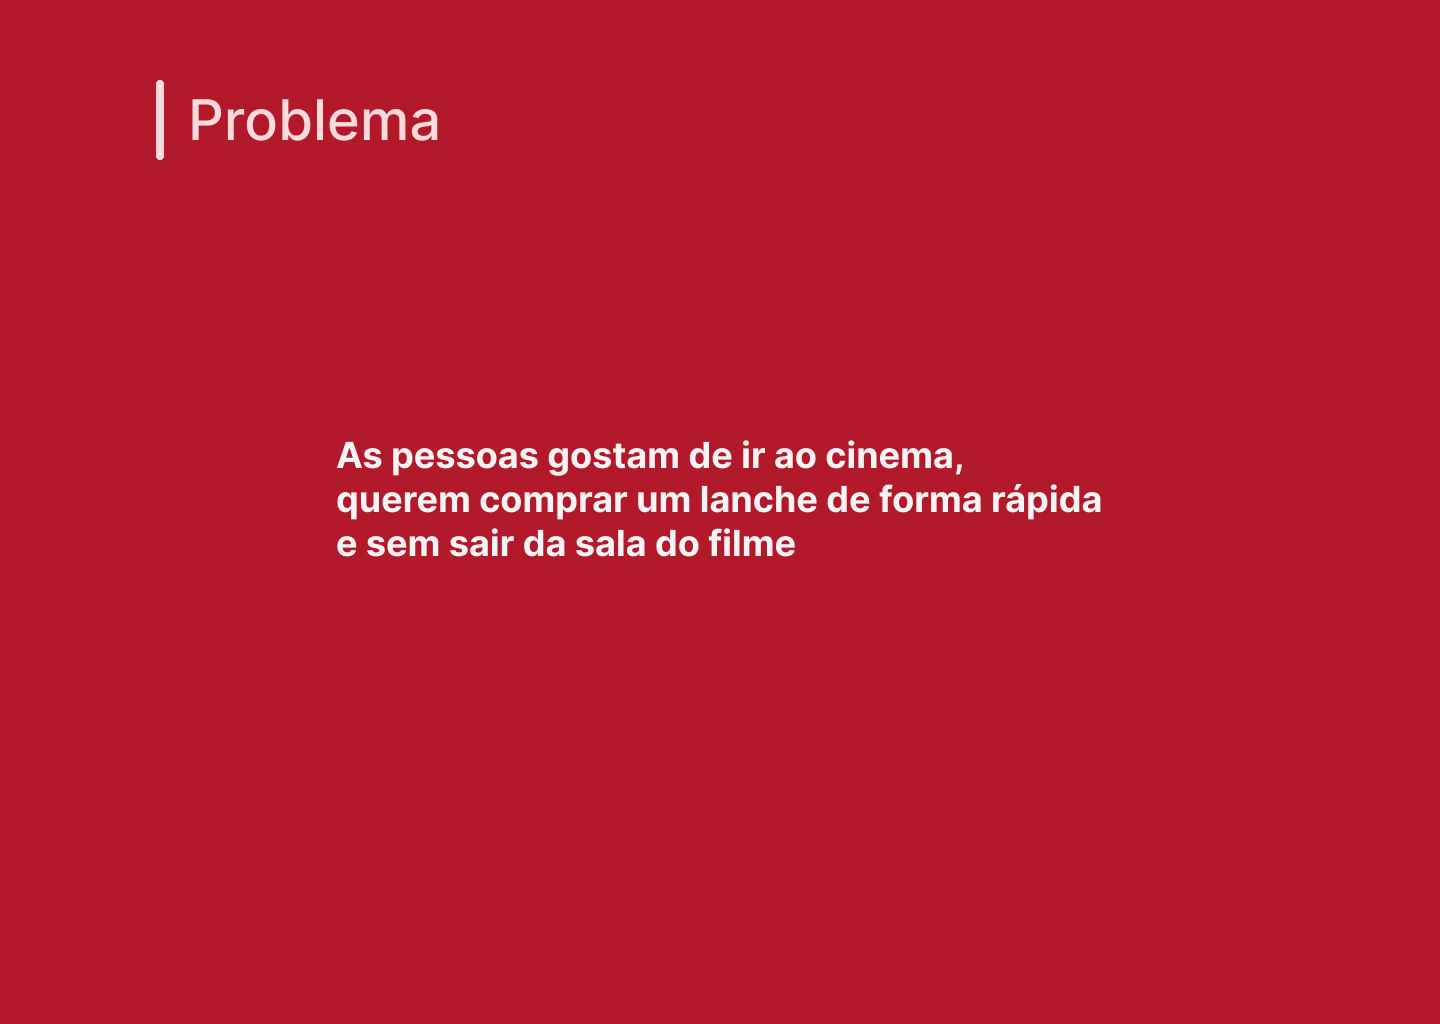 Problema
As pessoas gostam de ir ao cinema,
querem comprar um lanche de forma rápida
e sem sair da sala do filme